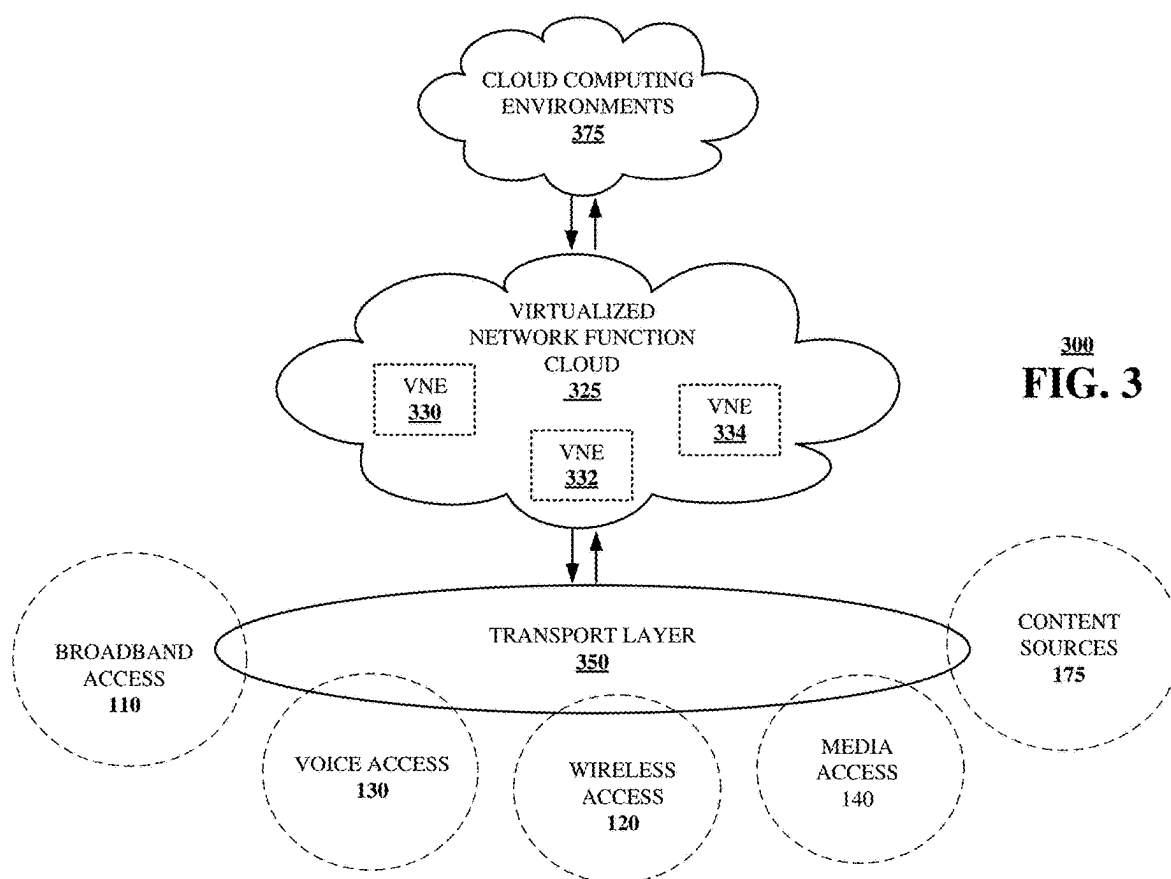 CLOUD COMPUTING
ENVIRONMENTS
375
VIRTUALIZED
NETWORK FUNCTION
CLOUD
325
VNE
330
VNE
332
VNE
334
300
FIG. 3
TRANSPORT LAYER
350
BROADBAND
ACCESS
110
VOICE ACCESS
130
WIRELESS
ACCESS
120
MEDIA
ACCESS
140
CONTENT
SOURCES
175